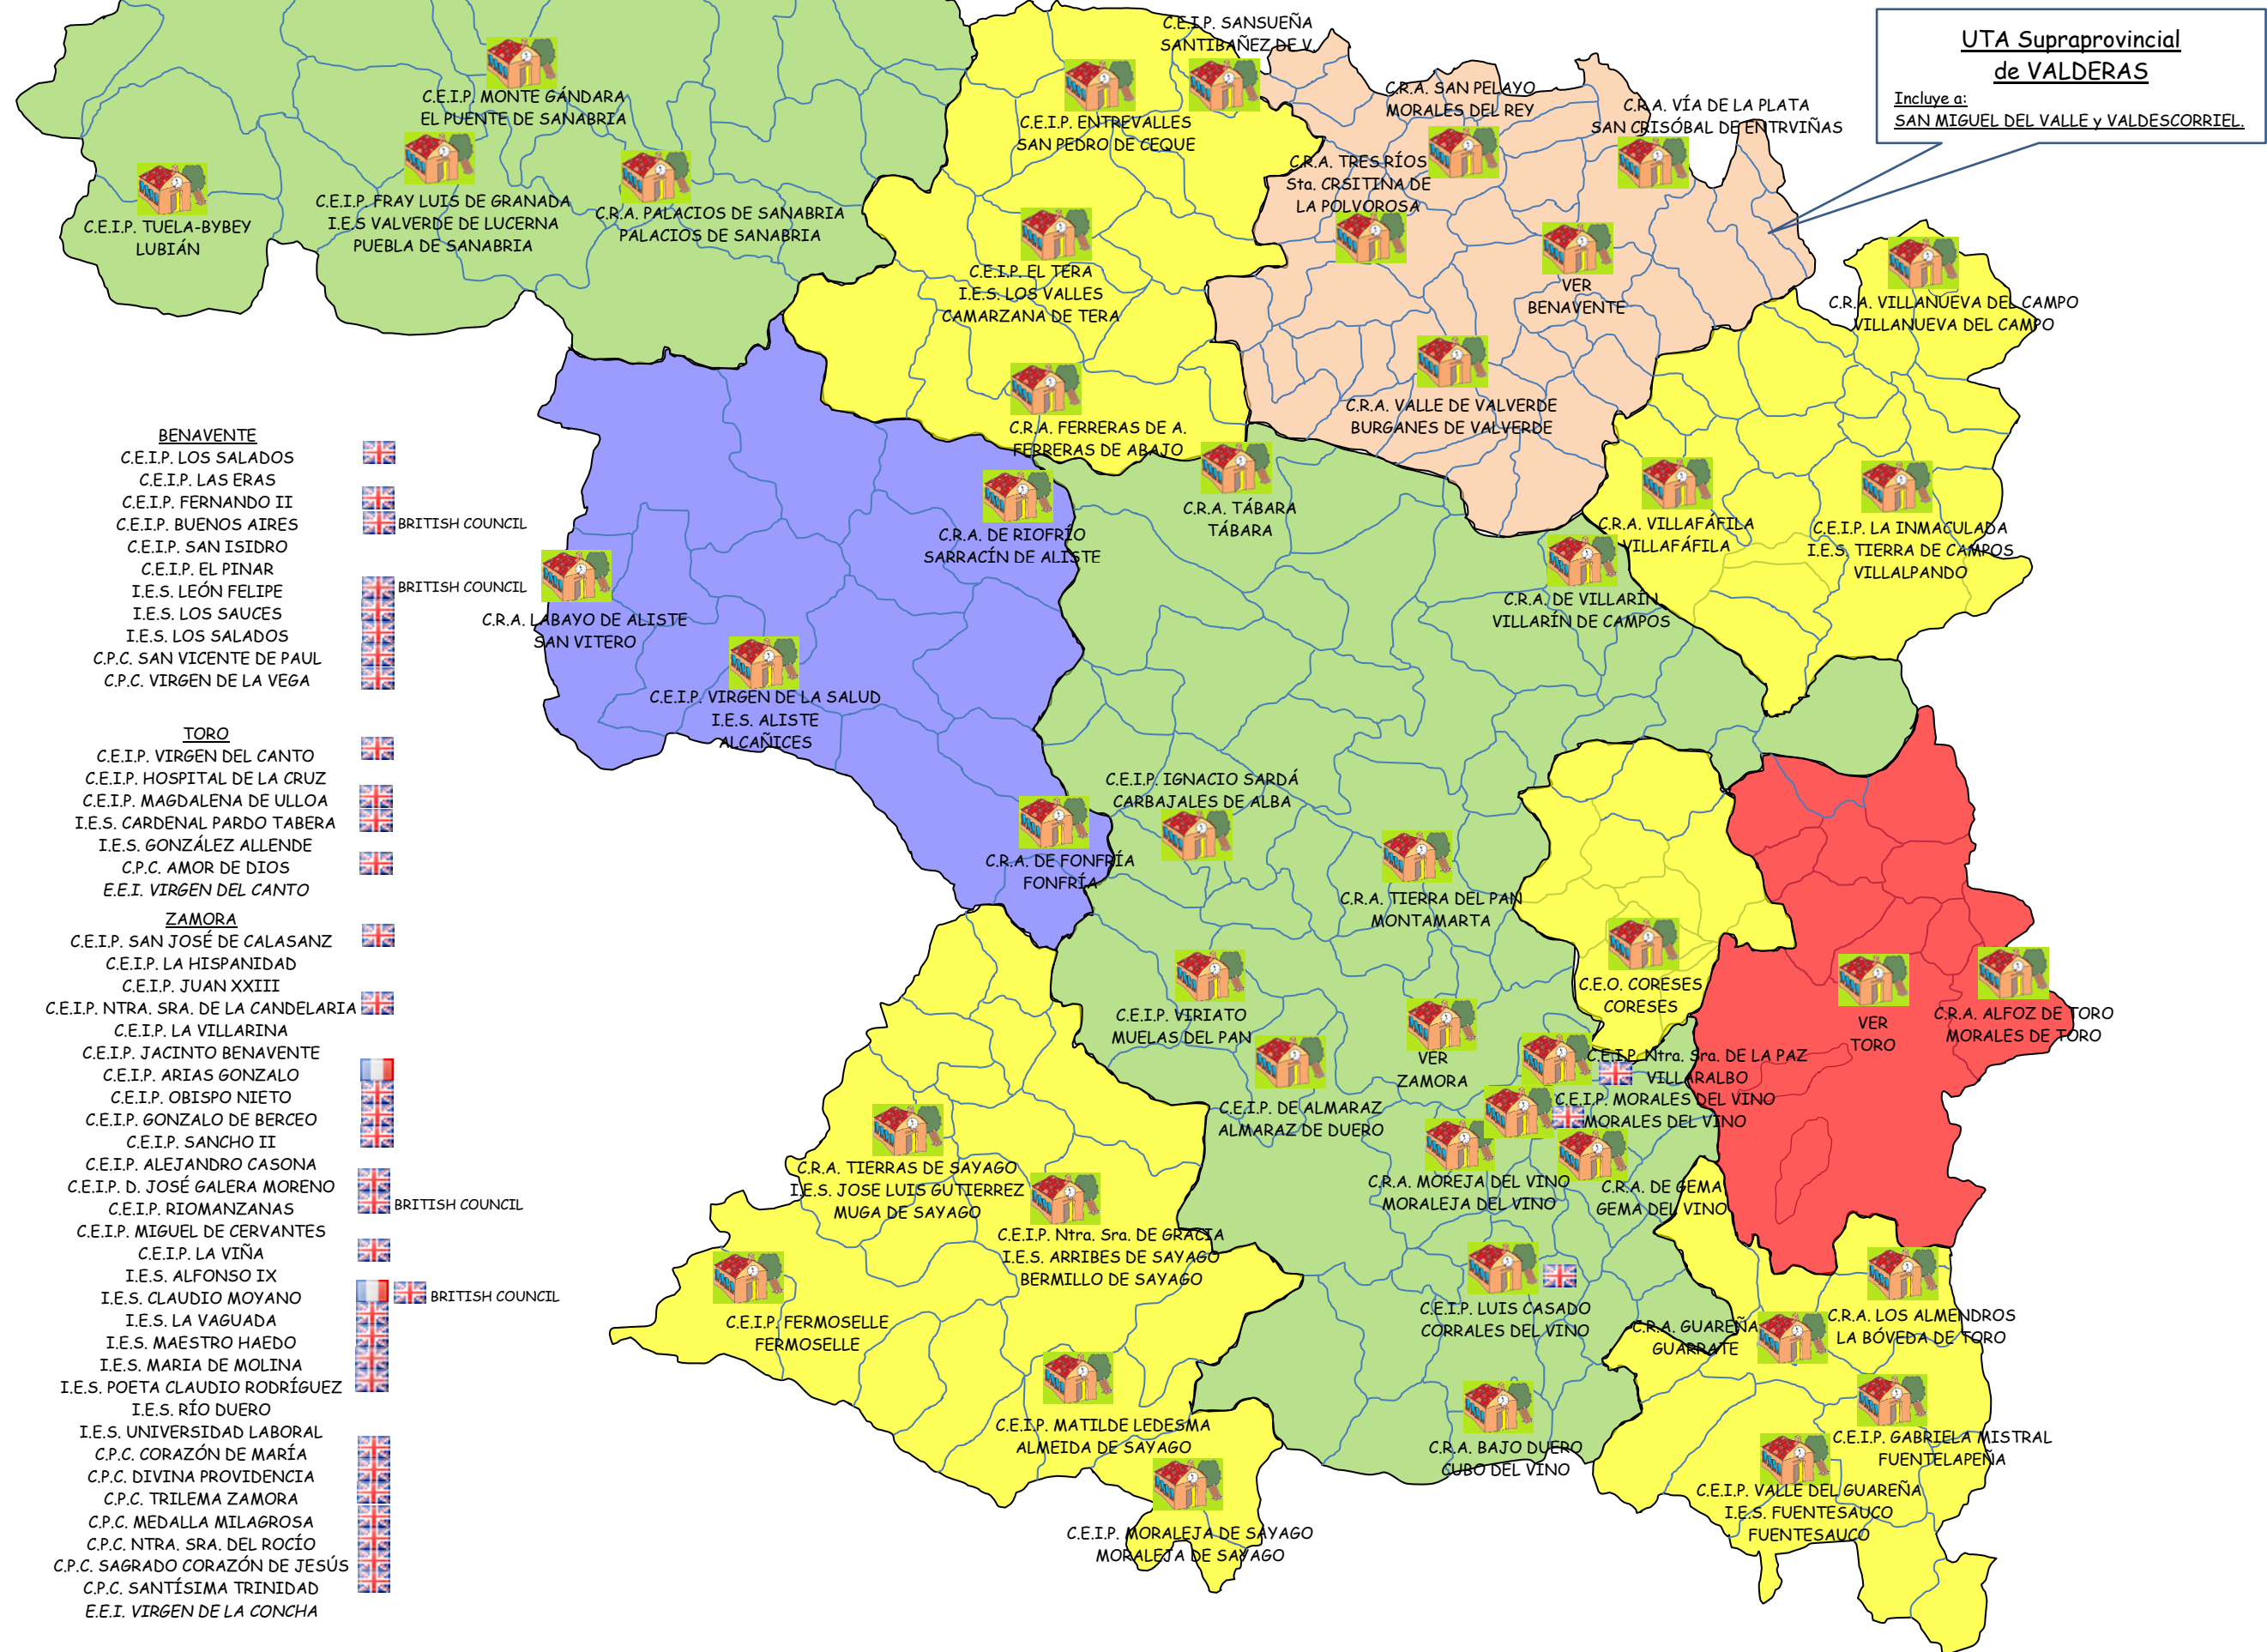 C.E.I.P. SANSUEÑA
SANTIBAÑEZ DE V.
UTA Supraprovincial
de VALDERAS
Incluye a:
SAN MIGUEL DEL VALLE y VALDESCORRIEL.
C.E.I.P. MONTE GÁNDARA
EL PUENTE DE SANABRIA
C.E.I.P. ENTREVALLES
SAN PEDRO DE CEQUE
C.R.A. SAN PELAYO
MORALES DEL REY
C.R.A. VÍA DE LA PLATA
SAN CRISÓBAL DE ENTRVIÑAS
C.R.A. TRES RÍOS
Sta. CRSITINA DE
LA POLVOROSA
C.E.I.P. TUELA-BYBEY
LUBIÁN
C.E.I.P. FRAY LUIS DE GRANADA
I.E.S VALVERDE DE LUCERNA
PUEBLA DE SANABRIA
C.R.A. PALACIOS DE SANABRIA
PALACIOS DE SANABRIA
C.E.I.P. EL TERA
I.E.S. LOS VALLES
CAMARZANA DE TERA
VER
BENAVENTE
C.R.A. VILLANUEVA DEL CAMPO
VILLANUEVA DEL CAMPO
C.R.A. VALLE DE VALVERDE
BURGANES DE VALVERDE
C.R.A. FERRERAS DE A.
FERRERAS DE ABAJO
C.R.A. TÁBARA
TÁBARA
C.R.A. DE RIOFRÍO
SARRACÍN DE ALISTE
C.R.A. VILLAFÁFILA
VILLAFÁFILA
C.E.I.P. LA INMACULADA
I.E.S. TIERRA DE CAMPOS
VILLALPANDO
C.R.A. DE VILLARÍN
VILLARÍN DE CAMPOS
C.R.A. LABAYO DE ALISTE
SAN VITERO
C.E.I.P. VIRGEN DE LA SALUD
I.E.S. ALISTE
ALCAÑICES
C.E.I.P. IGNACIO SARDÁ
CARBAJALES DE ALBA
C.R.A. DE FONFRÍA
FONFRÍA
C.R.A. TIERRA DEL PAN
MONTAMARTA
C.E.O. CORESES
CORESES
VER
TORO
C.R.A. ALFOZ DE TORO
MORALES DE TORO
C.E.I.P. VIRIATO
MUELAS DEL PAN
VER
ZAMORA
C.E.I.P. Ntra. Sra. DE LA PAZ
VILLARALBO
C.E.I.P. MORALES DEL VINO
MORALES DEL VINO
C.E.I.P. DE ALMARAZ
ALMARAZ DE DUERO
C.R.A. MOREJA DEL VINO
MORALEJA DEL VINO
C.R.A. DE GEMA
GEMA DEL VINO
C.R.A. TIERRAS DE SAYAGO
I.E.S. JOSE LUIS GUTIERREZ
MUGA DE SAYAGO
C.E.I.P. Ntra. Sra. DE GRACIA
I.E.S. ARRIBES DE SAYAGO
BERMILLO DE SAYAGO
C.E.I.P. FERMOSELLE
FERMOSELLE
C.E.I.P. LUIS CASADO
CORRALES DEL VINO
C.R.A. GUAREÑA
GUARRATE
C.R.A. LOS ALMENDROS
LA BÓVEDA DE TORO
C.E.I.P. MATILDE LEDESMA
ALMEIDA DE SAYAGO
C.R.A. BAJO DUERO
CUBO DEL VINO
C.E.I.P. GABRIELA MISTRAL
FUENTELAPEÑA
C.E.I.P. VALLE DEL GUAREÑA
I.E.S. FUENTESAUCO
FUENTESAUCO
C.E.I.P. MORALEJA DE SAYAGO
MORALEJA DE SAYAGO
BENAVENTE
C.E.I.P. LOS SALADOS
C.E.I.P. LAS ERAS
C.E.I.P. FERNANDO II
C.E.I.P. BUENOS AIRES BRITISH COUNCIL
C.E.I.P. SAN ISIDRO
C.E.I.P. EL PINAR
I.E.S. LEÓN FELIPE BRITISH COUNCIL
I.E.S. LOS SAUCES
I.E.S. LOS SALADOS
C.P.C. SAN VICENTE DE PAUL
C.P.C. VIRGEN DE LA VEGA
TORO
C.E.I.P. VIRGEN DEL CANTO
C.E.I.P. HOSPITAL DE LA CRUZ
C.E.I.P. MAGDALENA DE ULLOA
I.E.S. CARDENAL PARDO TABERA
I.E.S. GONZÁLEZ ALLENDE
C.P.C. AMOR DE DIOS
E.E.I. VIRGEN DEL CANTO
ZAMORA
C.E.I.P. SAN JOSÉ DE CALASANZ
C.E.I.P. LA HISPANIDAD
C.E.I.P. JUAN XXIII
C.E.I.P. NTRA. SRA. DE LA CANDELARIA
C.E.I.P. LA VILLARINA
C.E.I.P. JACINTO BENAVENTE
C.E.I.P. ARIAS GONZALO
C.E.I.P. OBISPO NIETO
C.E.I.P. GONZALO DE BERCEO
C.E.I.P. SANCHO II
C.E.I.P. ALEJANDRO CASONA
C.E.I.P. D. JOSÉ GALERA MORENO
C.E.I.P. RIOMANZANAS BRITISH COUNCIL
C.E.I.P. MIGUEL DE CERVANTES
C.E.I.P. LA VIÑA
I.E.S. ALFONSO IX
I.E.S. CLAUDIO MOYANO BRITISH COUNCIL
I.E.S. LA VAGUADA
I.E.S. MAESTRO HAEDO
I.E.S. MARIA DE MOLINA
I.E.S. POETA CLAUDIO RODRÍGUEZ
I.E.S. RÍO DUERO
I.E.S. UNIVERSIDAD LABORAL
C.P.C. CORAZÓN DE MARÍA
C.P.C. DIVINA PROVIDENCIA
C.P.C. TRILEMA ZAMORA
C.P.C. MEDALLA MILAGROSA
C.P.C. NTRA. SRA. DEL ROCÍO
C.P.C. SAGRADO CORAZÓN DE JESÚS
C.P.C. SANTÍSIMA TRINIDAD
E.E.I. VIRGEN DE LA CONCHA